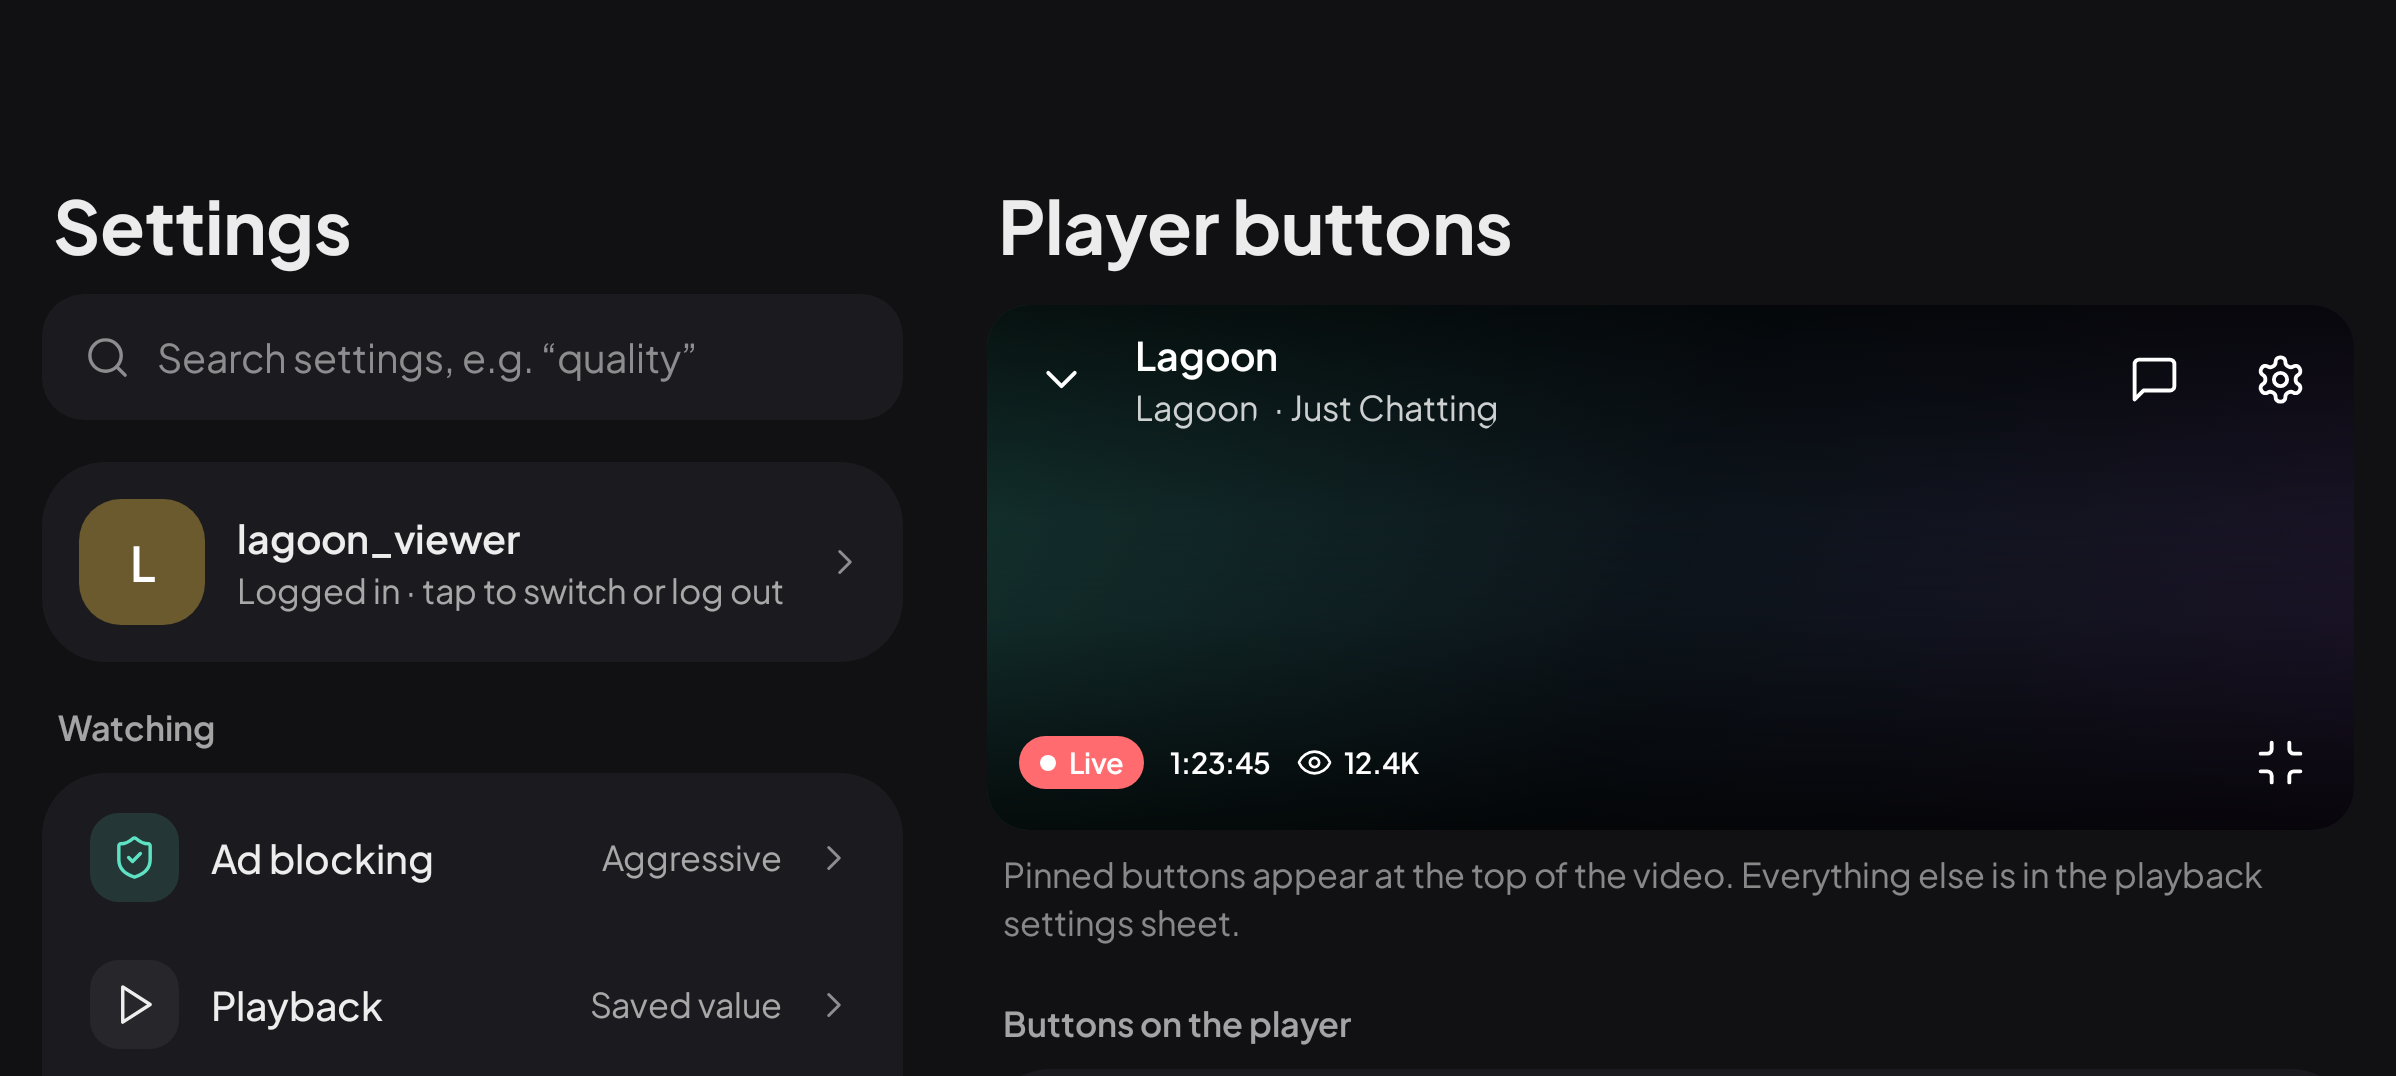 Settings
Search settings, e.g. “quality”
L
lagoon_viewer
Logged in · tap to switch or log out
Watching
Ad blocking
Aggressive
Playback
Saved value
Player buttons
Lagoon
Lagoon · Just Chatting
Live 1:23:45 12.4K
Pinned buttons appear at the top of the video. Everything else is in the playback
settings sheet.
Buttons on the player